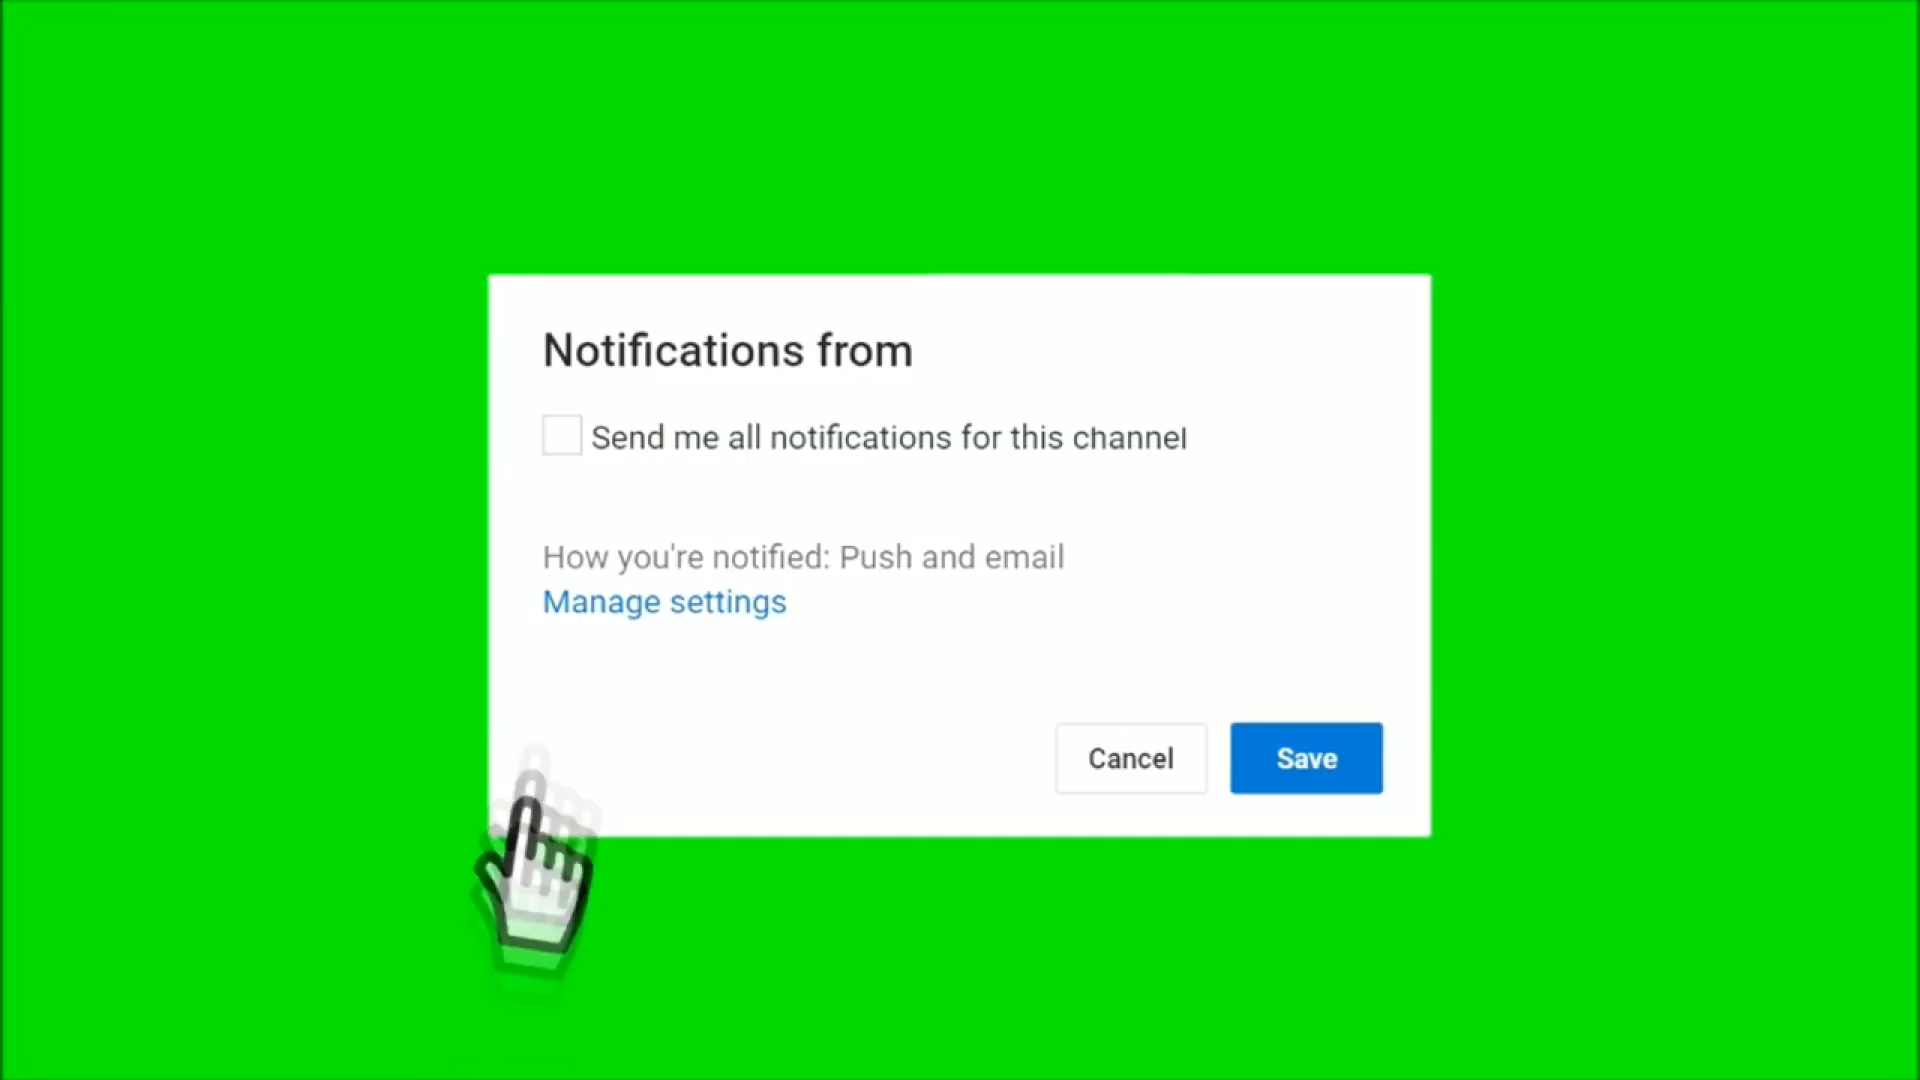 Notifications from
Send me all notifications for this channel
How you're notified: Push and email
Manage settings
Cancel
Save